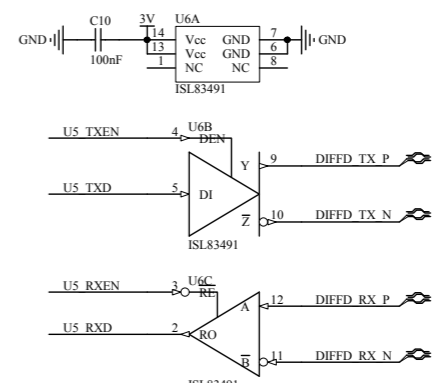 C10 3V U6A
GND 14 Vcc GND 7 GND
13 Vcc GND 6
100nF 1 NC NC 8
ISL83491
U5_TXEN 4 U6B
DEN
Y 9 DIFFD_TX_P
U5_TXD 5 DI
Z 10 DIFFD_TX_N
ISL83491
U5_RXEN 3 U6C
RE
A 12 DIFFD_RX_P
U5_RXD 2 RO
B 11 DIFFD_RX_N
ISL83491